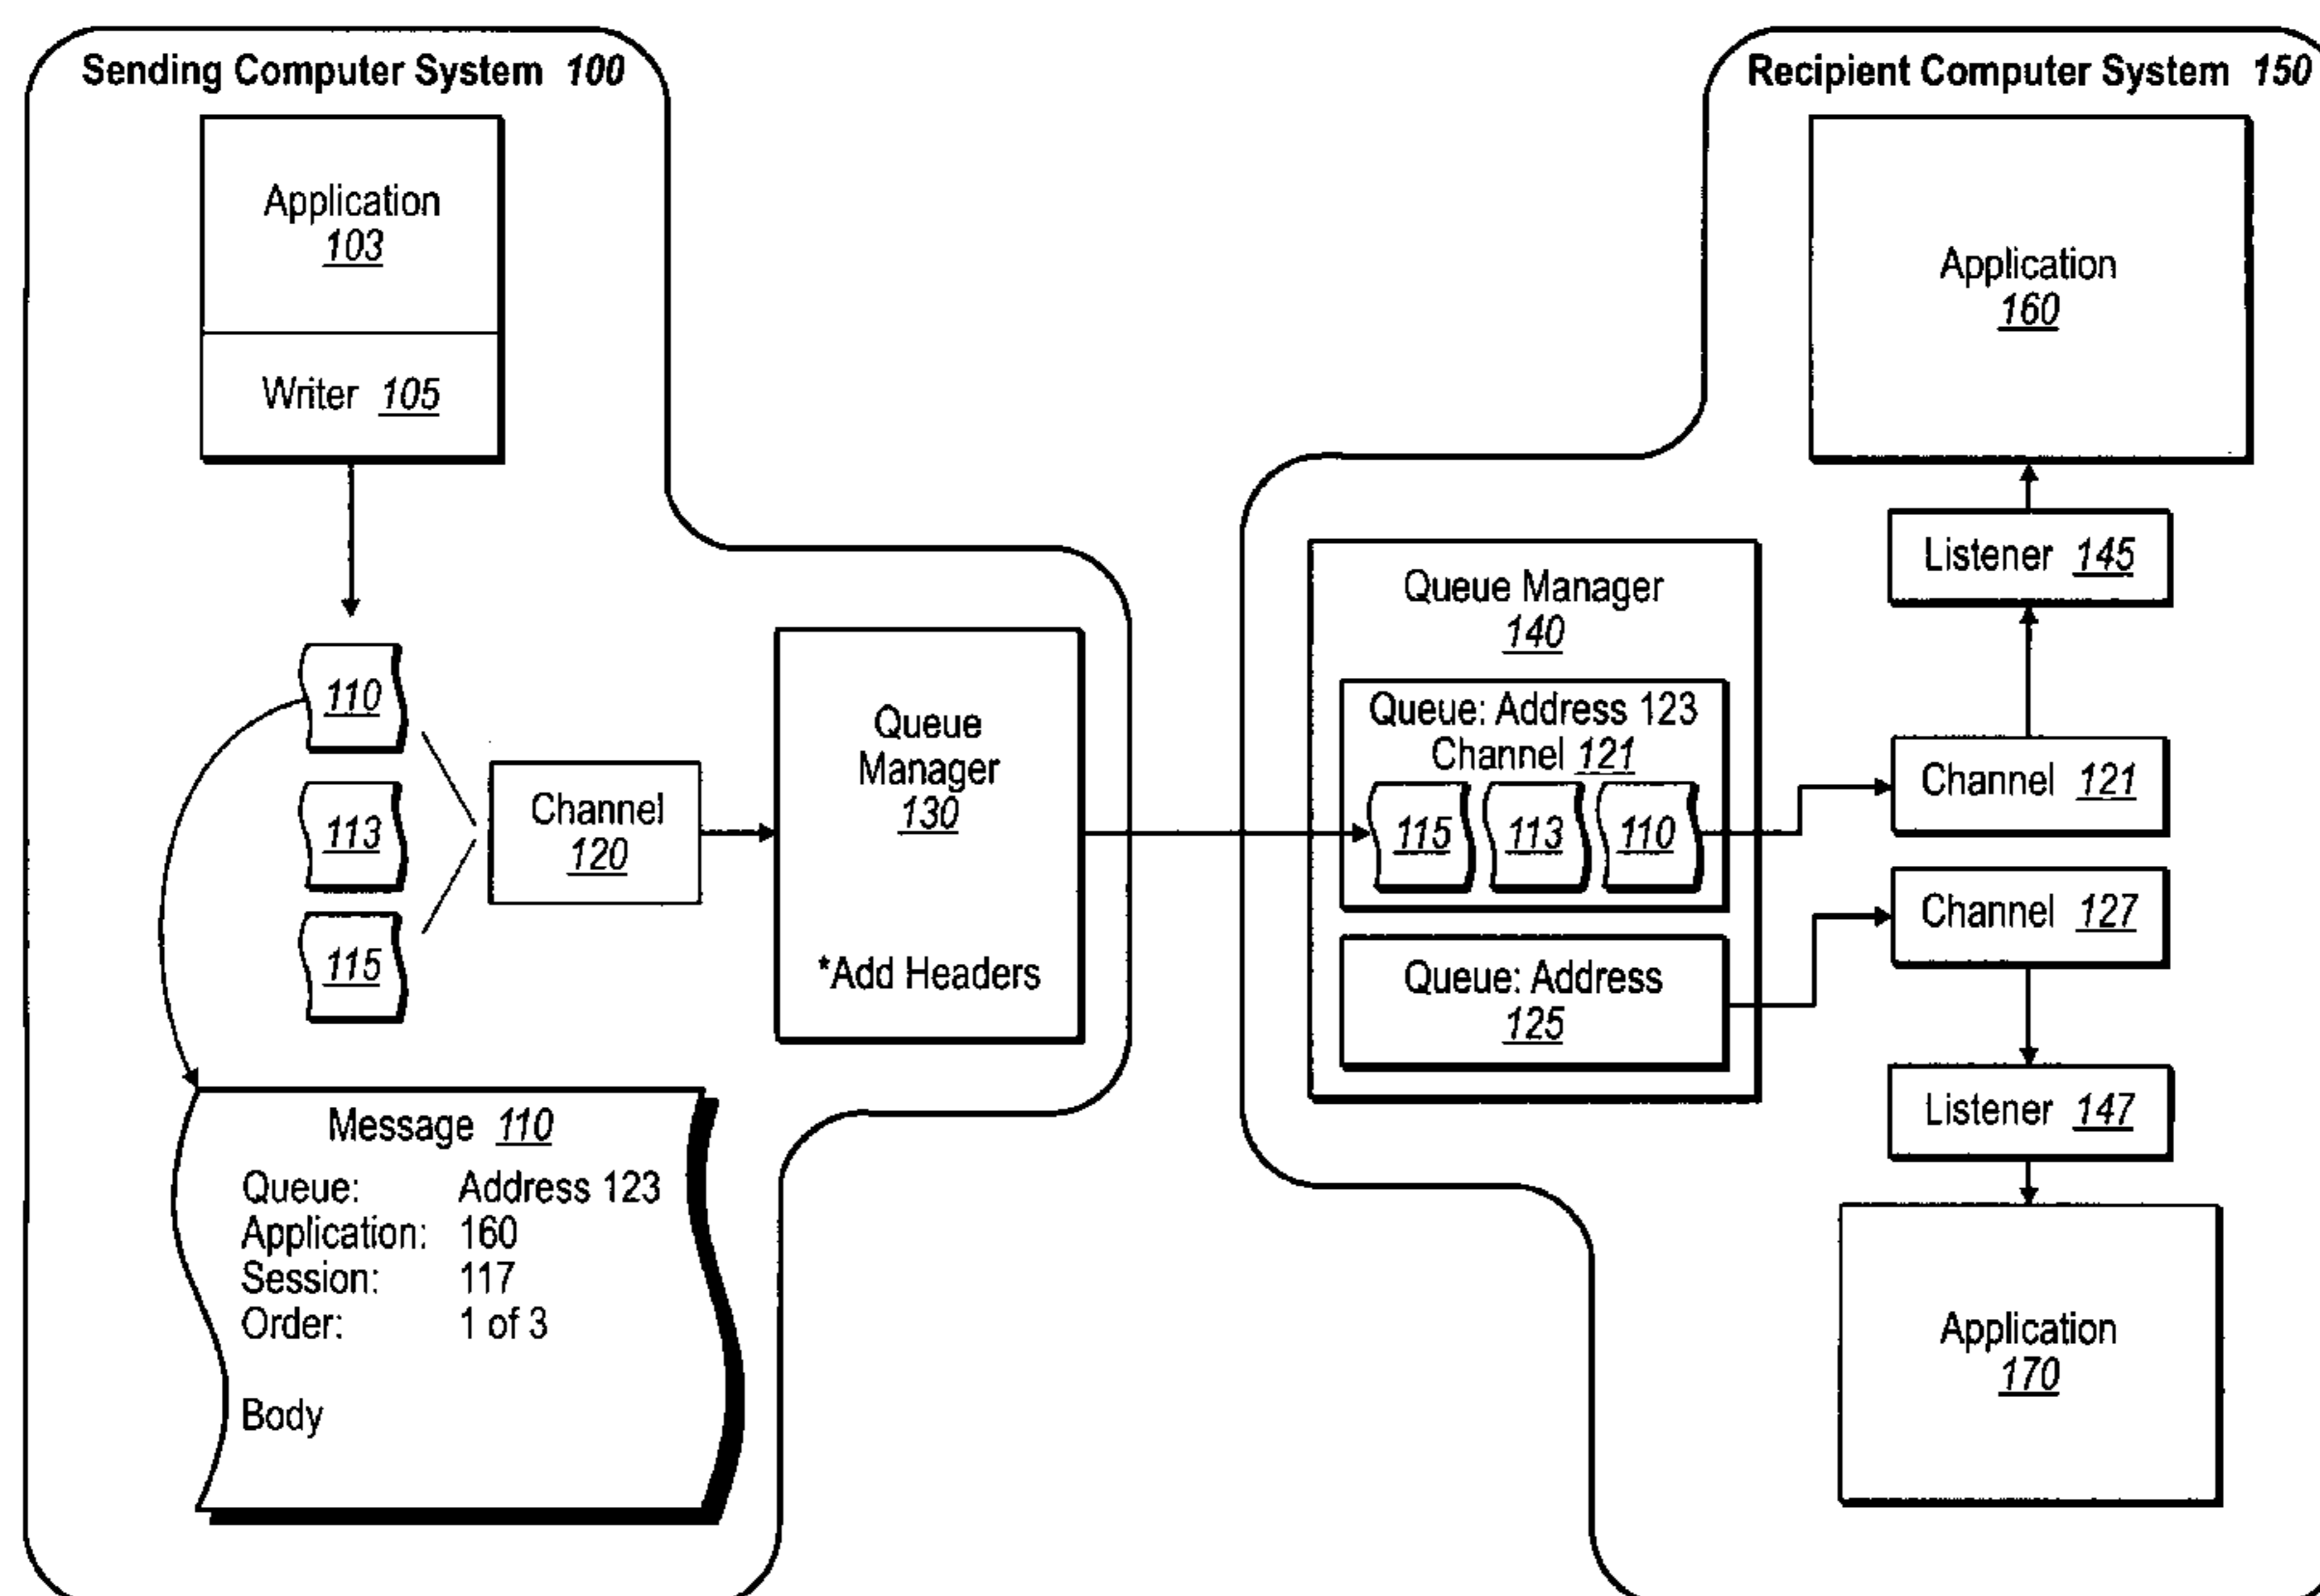 Sending Computer System 100
Application
103
Writer 105
110
113
115
Channel
120
Queue
Manager
130
*Add Headers
Message 110
Queue: Address 123
Application: 160
Session: 117
Order: 1 of 3
Body
Recipient Computer System 150
Application
160
Listener 145
Queue Manager
140
Queue: Address 123
Channel 121
115 113 110
Queue: Address
125
Channel 121
Channel 127
Listener 147
Application
170